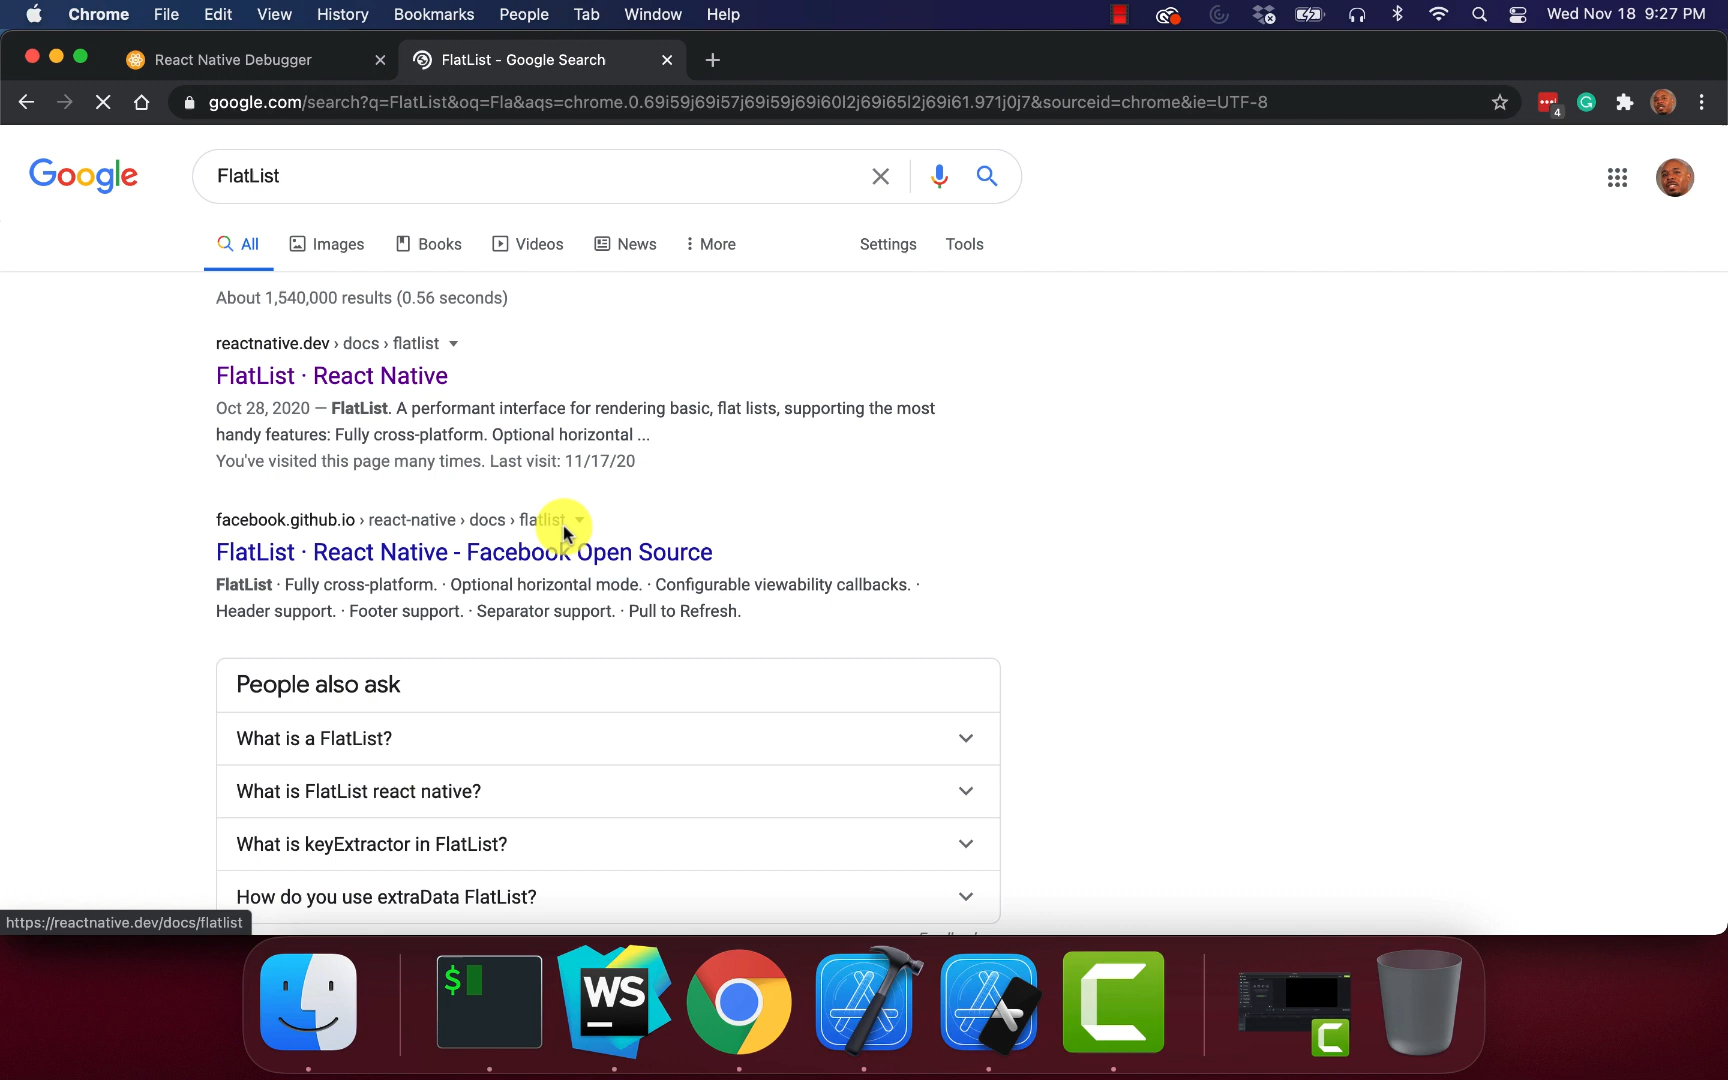 Chrome File Edit View History Bookmarks People Tab Window Help Wed Nov 18 9:27 PM
React Native Debugger
FlatList - Google Search
google.com/search?q=FlatList&oq=Fla&aqs=chrome.0.69i59j69i57j69i59j69i60l2j69i65l2j69i61.971j0j7&sourceid=chrome&ie=UTF-8
4
Google
FlatList
All Images Books Videos News More Settings Tools
About 1,540,000 results (0.56 seconds)
reactnative.dev › docs › flatlist
FlatList · React Native
Oct 28, 2020 — FlatList. A performant interface for rendering basic, flat lists, supporting the most
handy features: Fully cross-platform. Optional horizontal ...
You've visited this page many times. Last visit: 11/17/20
facebook.github.io › react-native › docs › flatlist
FlatList · React Native - Facebook Open Source
FlatList · Fully cross-platform. · Optional horizontal mode. · Configurable viewability callbacks. ·
Header support. · Footer support. · Separator support. · Pull to Refresh.
People also ask
What is a FlatList?
What is FlatList react native?
What is keyExtractor in FlatList?
How do you use extraData FlatList?
https://reactnative.dev/docs/flatlist
$
WS